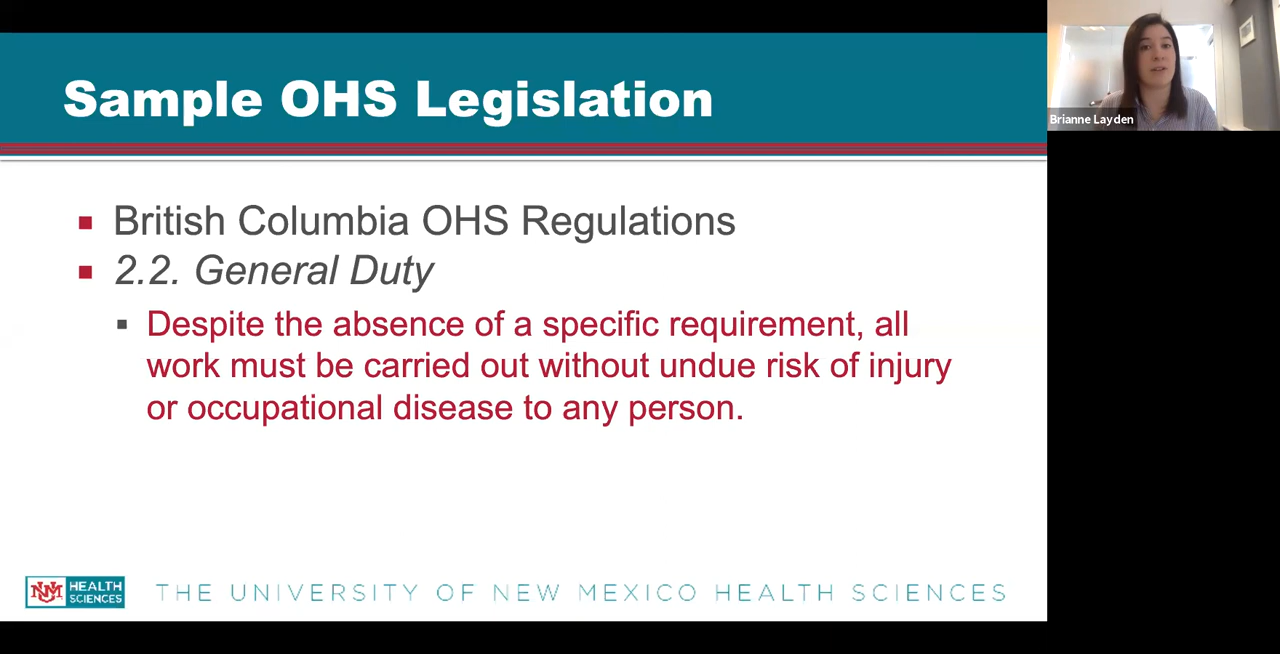 Sample OHS Legislation
Brianne Layden
British Columbia OHS Regulations
2.2. General Duty
Despite the absence of a specific requirement, all
work must be carried out without undue risk of injury
or occupational disease to any person.
UNM HEALTH
SCIENCES
THE UNIVERSITY OF NEW MEXICO HEALTH SCIENCES